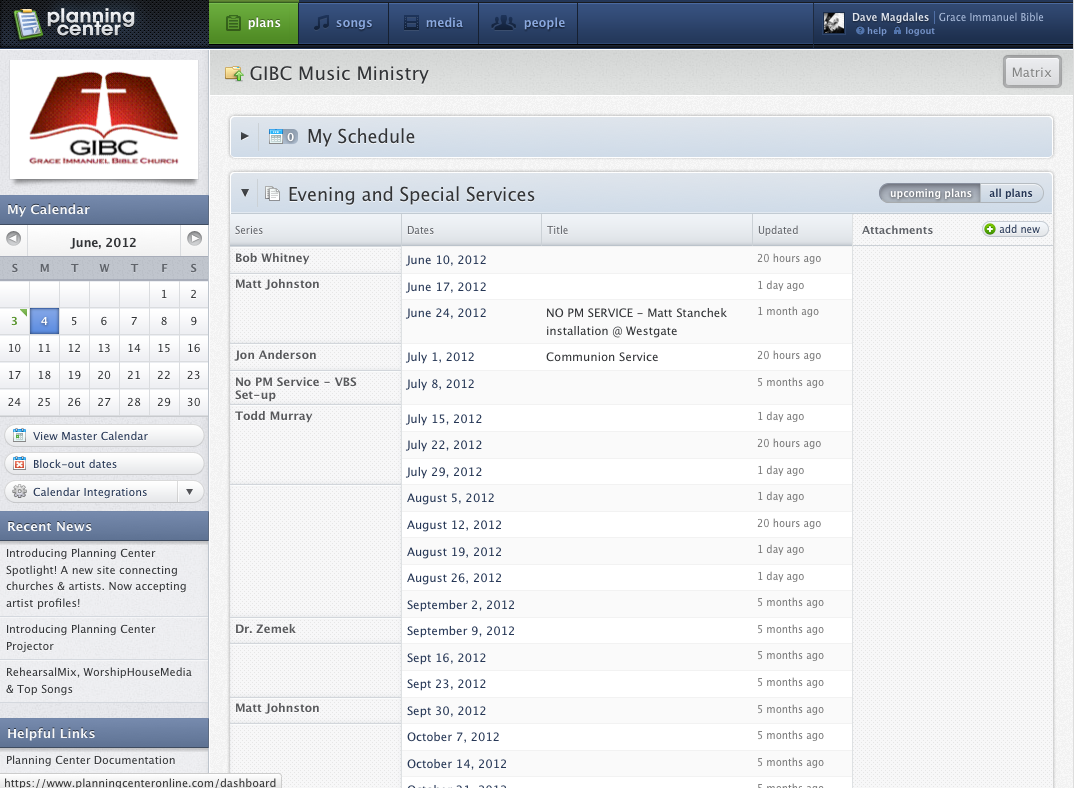 planning
center
plans
songs
media
people
Dave Magdales | Grace Immanuel Bible
help logout
GIBC
GRACE IMMANUEL BIBLE CHURCH
GIBC Music Ministry
Matrix
My Calendar
June, 2012
S M T W T F S
1 2
3 4 5 6 7 8 9
10 11 12 13 14 15 16
17 18 19 20 21 22 23
24 25 26 27 28 29 30
View Master Calendar
Block-out dates
Calendar Integrations
Recent News
Introducing Planning Center
Spotlight! A new site connecting
churches & artists. Now accepting
artist profiles!
Introducing Planning Center
Projector
RehearsalMix, WorshipHouseMedia
& Top Songs
Helpful Links
Planning Center Documentation
https://www.planningcenteronline.com/dashboard
0 My Schedule
Evening and Special Services
upcoming plans all plans
Series Dates Title Updated Attachments add new
Bob Whitney June 10, 2012 20 hours ago
Matt Johnston June 17, 2012 1 day ago
June 24, 2012 NO PM SERVICE - Matt Stanchek 1 month ago
installation @ Westgate
Jon Anderson July 1, 2012 Communion Service 20 hours ago
No PM Service - VBS July 8, 2012 5 months ago
Set-up
Todd Murray July 15, 2012 1 day ago
July 22, 2012 20 hours ago
July 29, 2012 1 day ago
August 5, 2012 1 day ago
August 12, 2012 20 hours ago
August 19, 2012 1 day ago
August 26, 2012 1 day ago
September 2, 2012 5 months ago
Dr. Zemek September 9, 2012 5 months ago
Sept 16, 2012 5 months ago
Sept 23, 2012 5 months ago
Matt Johnston Sept 30, 2012 5 months ago
October 7, 2012 5 months ago
October 14, 2012 5 months ago
October 21, 2012 5 months ago